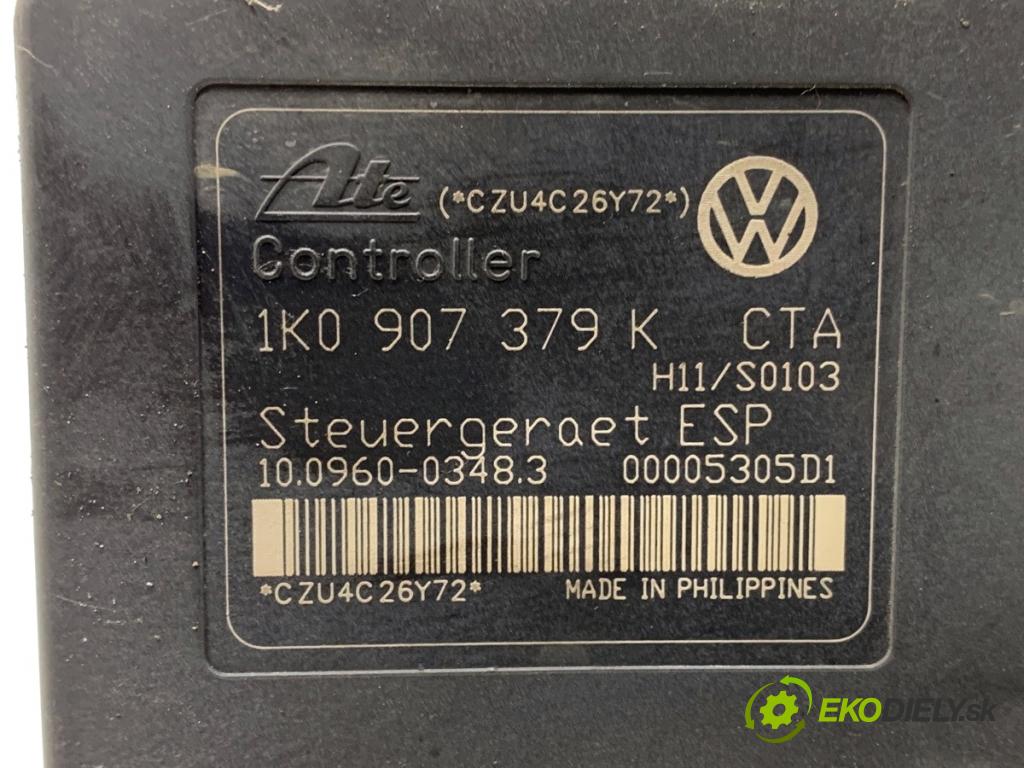 Ate (*CZU4C26Y72*) VW
Controller
1K0 907 379 K CTA
H11/S0103
Steuergeraet ESP
10.0960-0348.3 00005305D1
*CZU4C26Y72* MADE IN PHILIPPINES
EKODIELY.sk